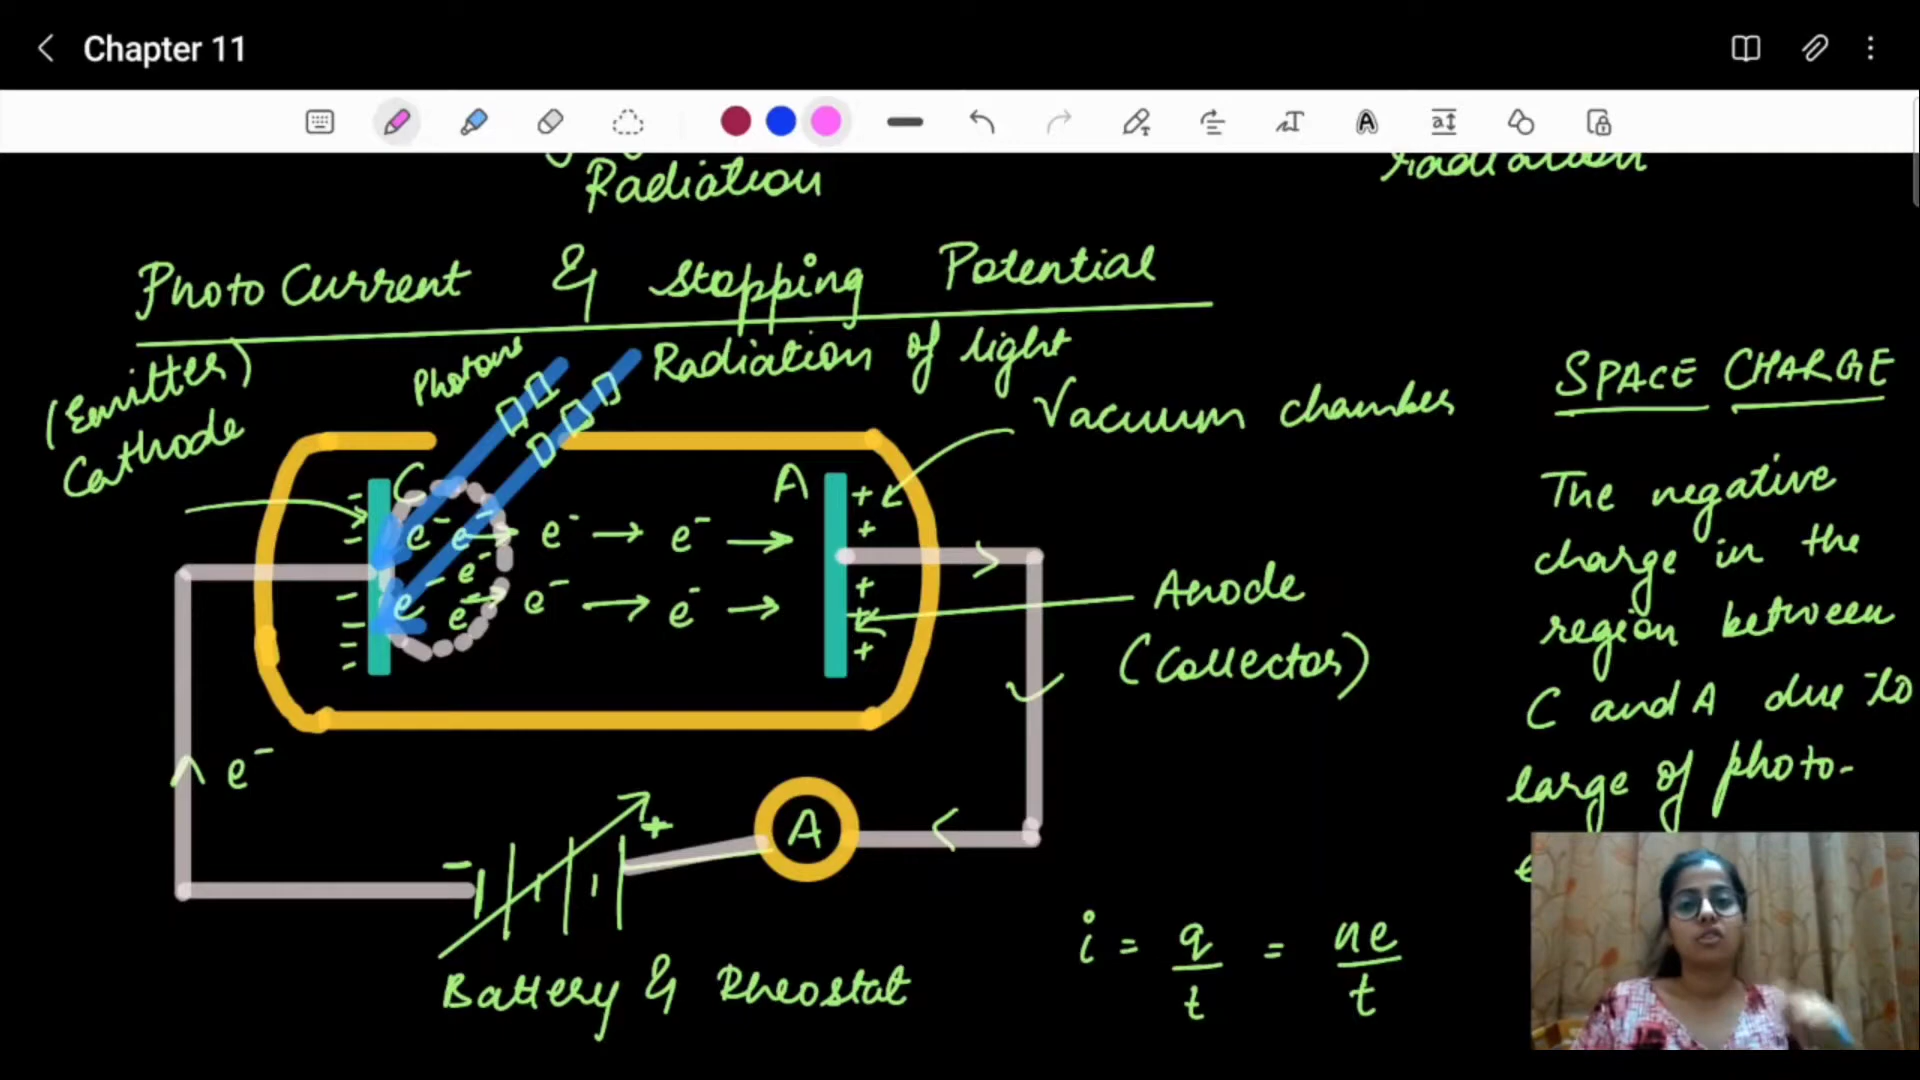 Chapter 11
Radiation
radiation
Photo Current & Stopping Potential
(Emitter)
Cathode
Photons
Radiation of light
Vacuum chamber
C
A
e⁻ e⁻ e⁻ → e⁻ →
e⁻
e⁻ e⁻ e⁻ → e⁻ →
Anode
(Collector)
e⁻
- +
A
Battery & Rheostat
i = q/t = ne/t
SPACE CHARGE
The negative
charge in the
region between
C and A due to
large of photo-